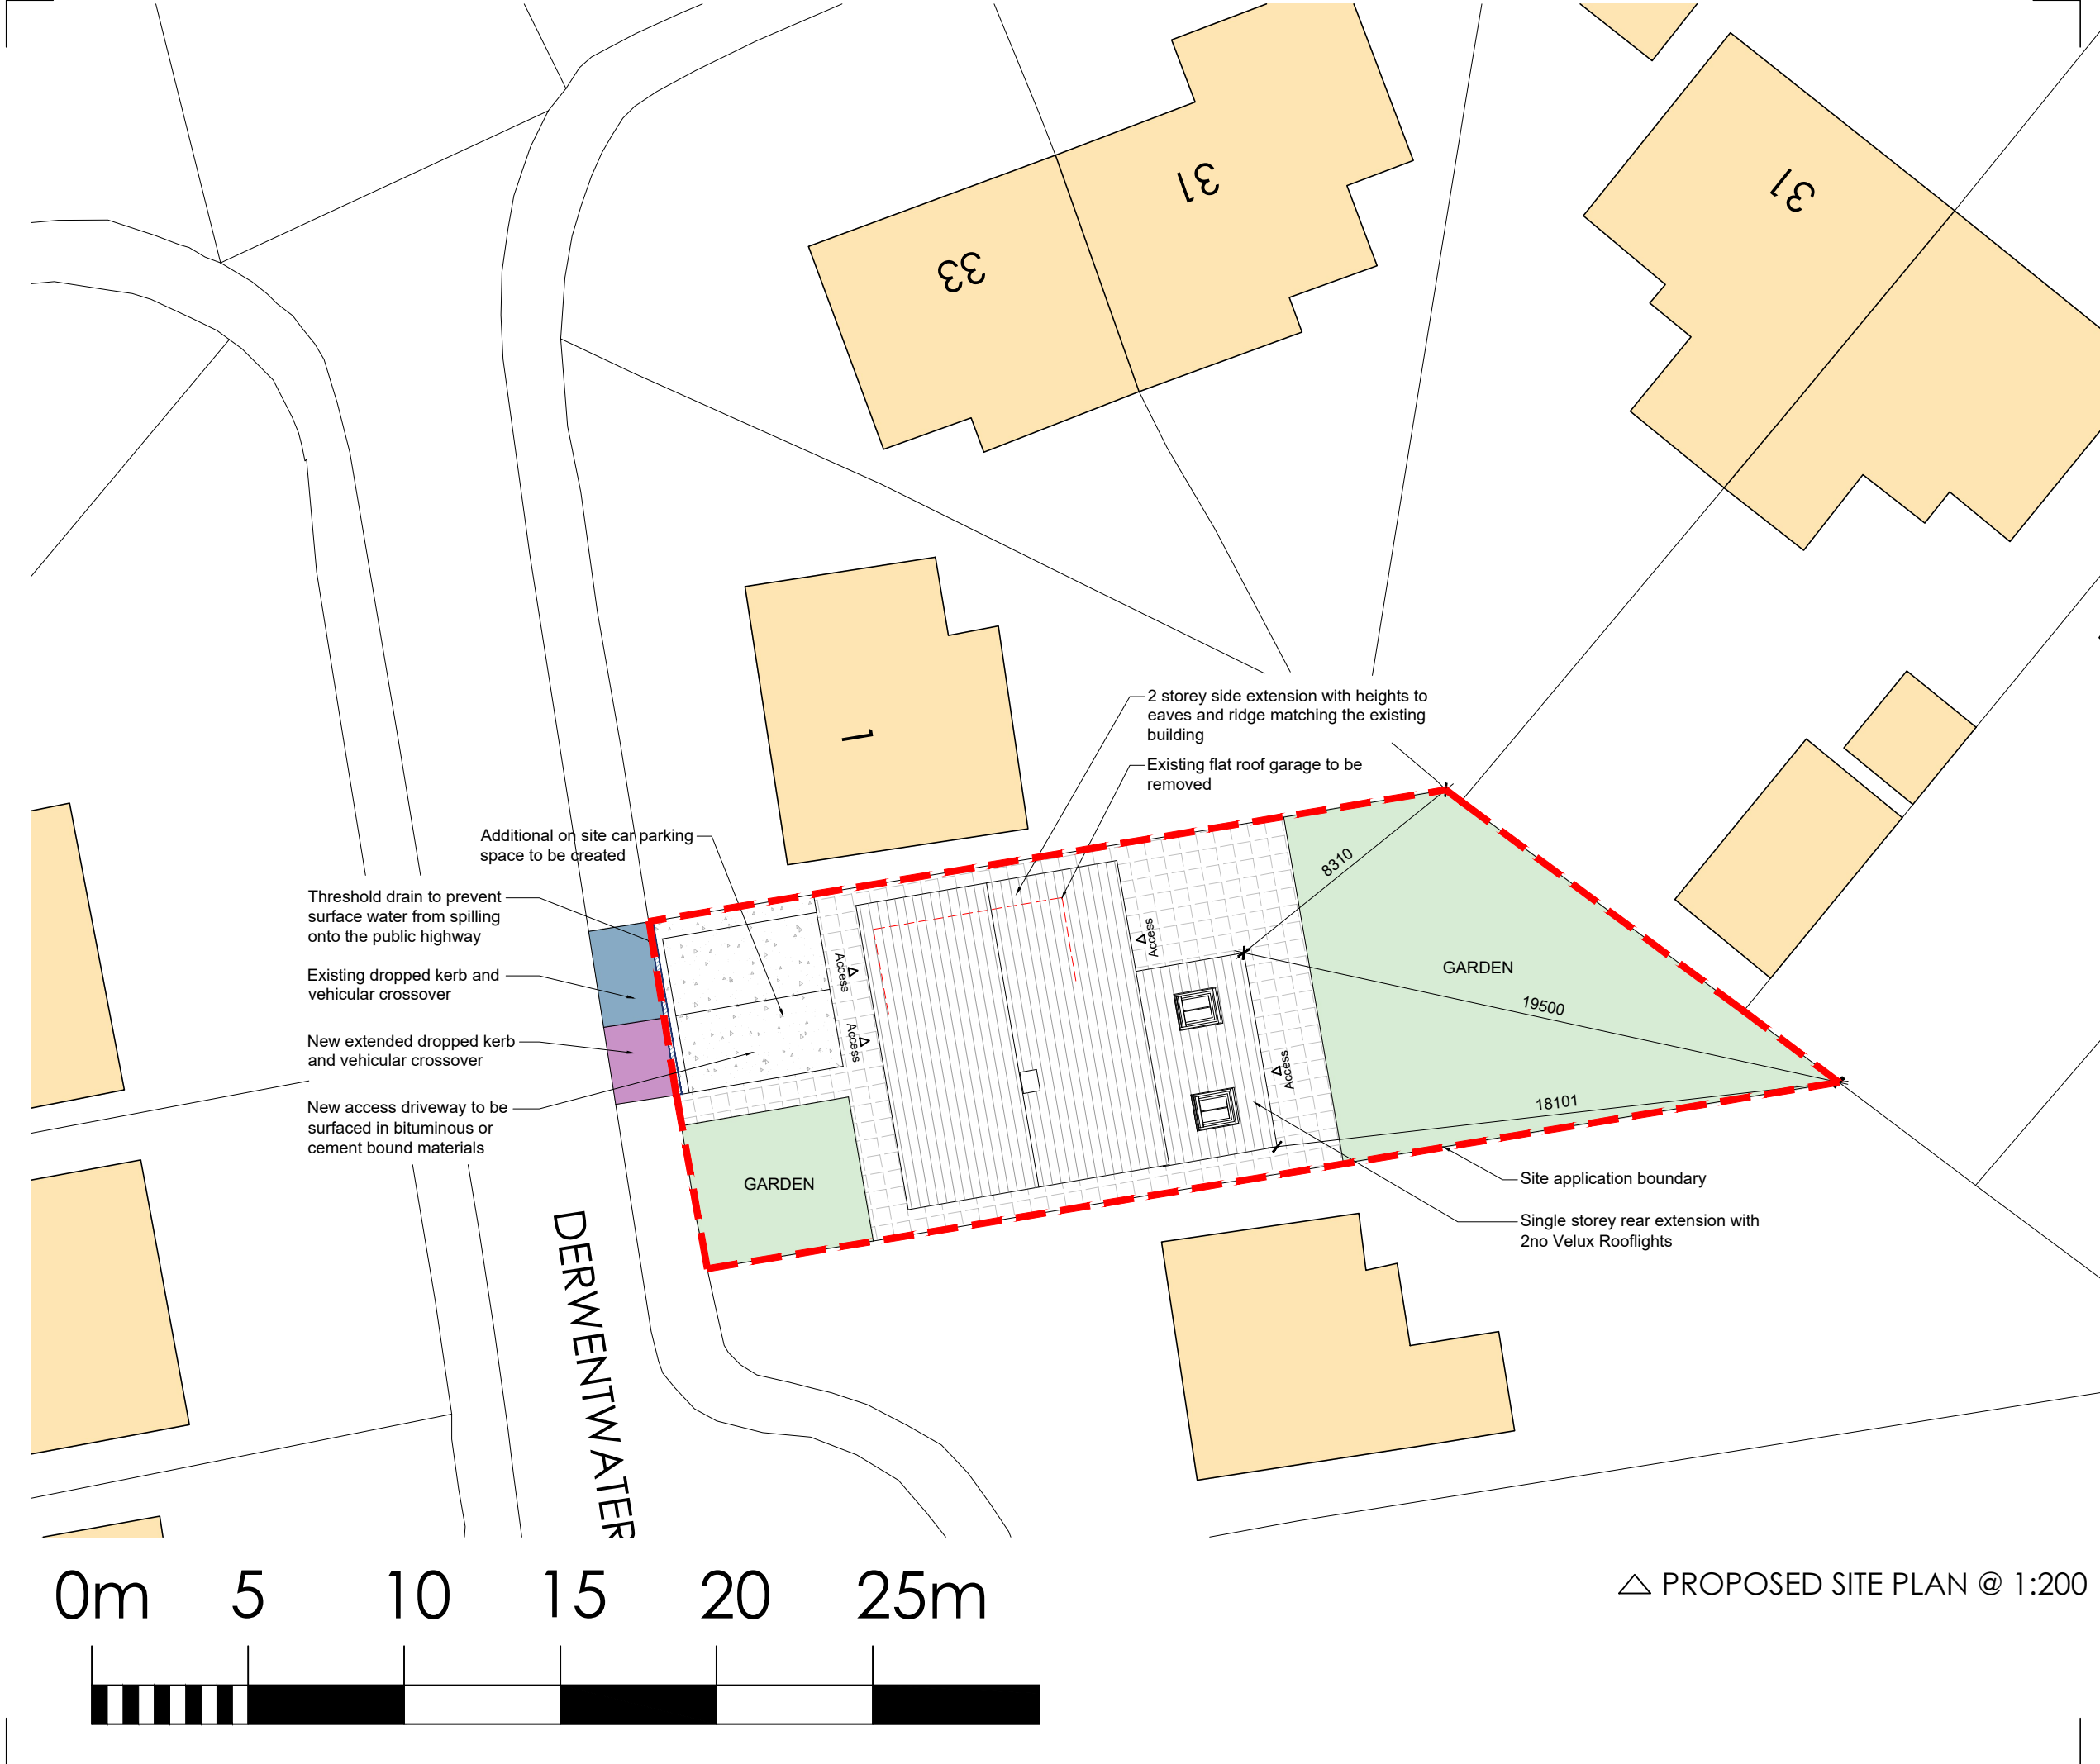 31
31
33
1
2 storey side extension with heights to
eaves and ridge matching the existing
building
Existing flat roof garage to be
removed
Additional on site car parking
space to be created
Threshold drain to prevent
surface water from spilling
onto the public highway
Existing dropped kerb and
vehicular crossover
New extended dropped kerb
and vehicular crossover
New access driveway to be
surfaced in bituminous or
cement bound materials
Access
Access
Access
Access
8310
GARDEN
19500
18101
GARDEN
Site application boundary
Single storey rear extension with
2no Velux Rooflights
DERWENTWATER
0m 5 10 15 20 25m
PROPOSED SITE PLAN @ 1:200